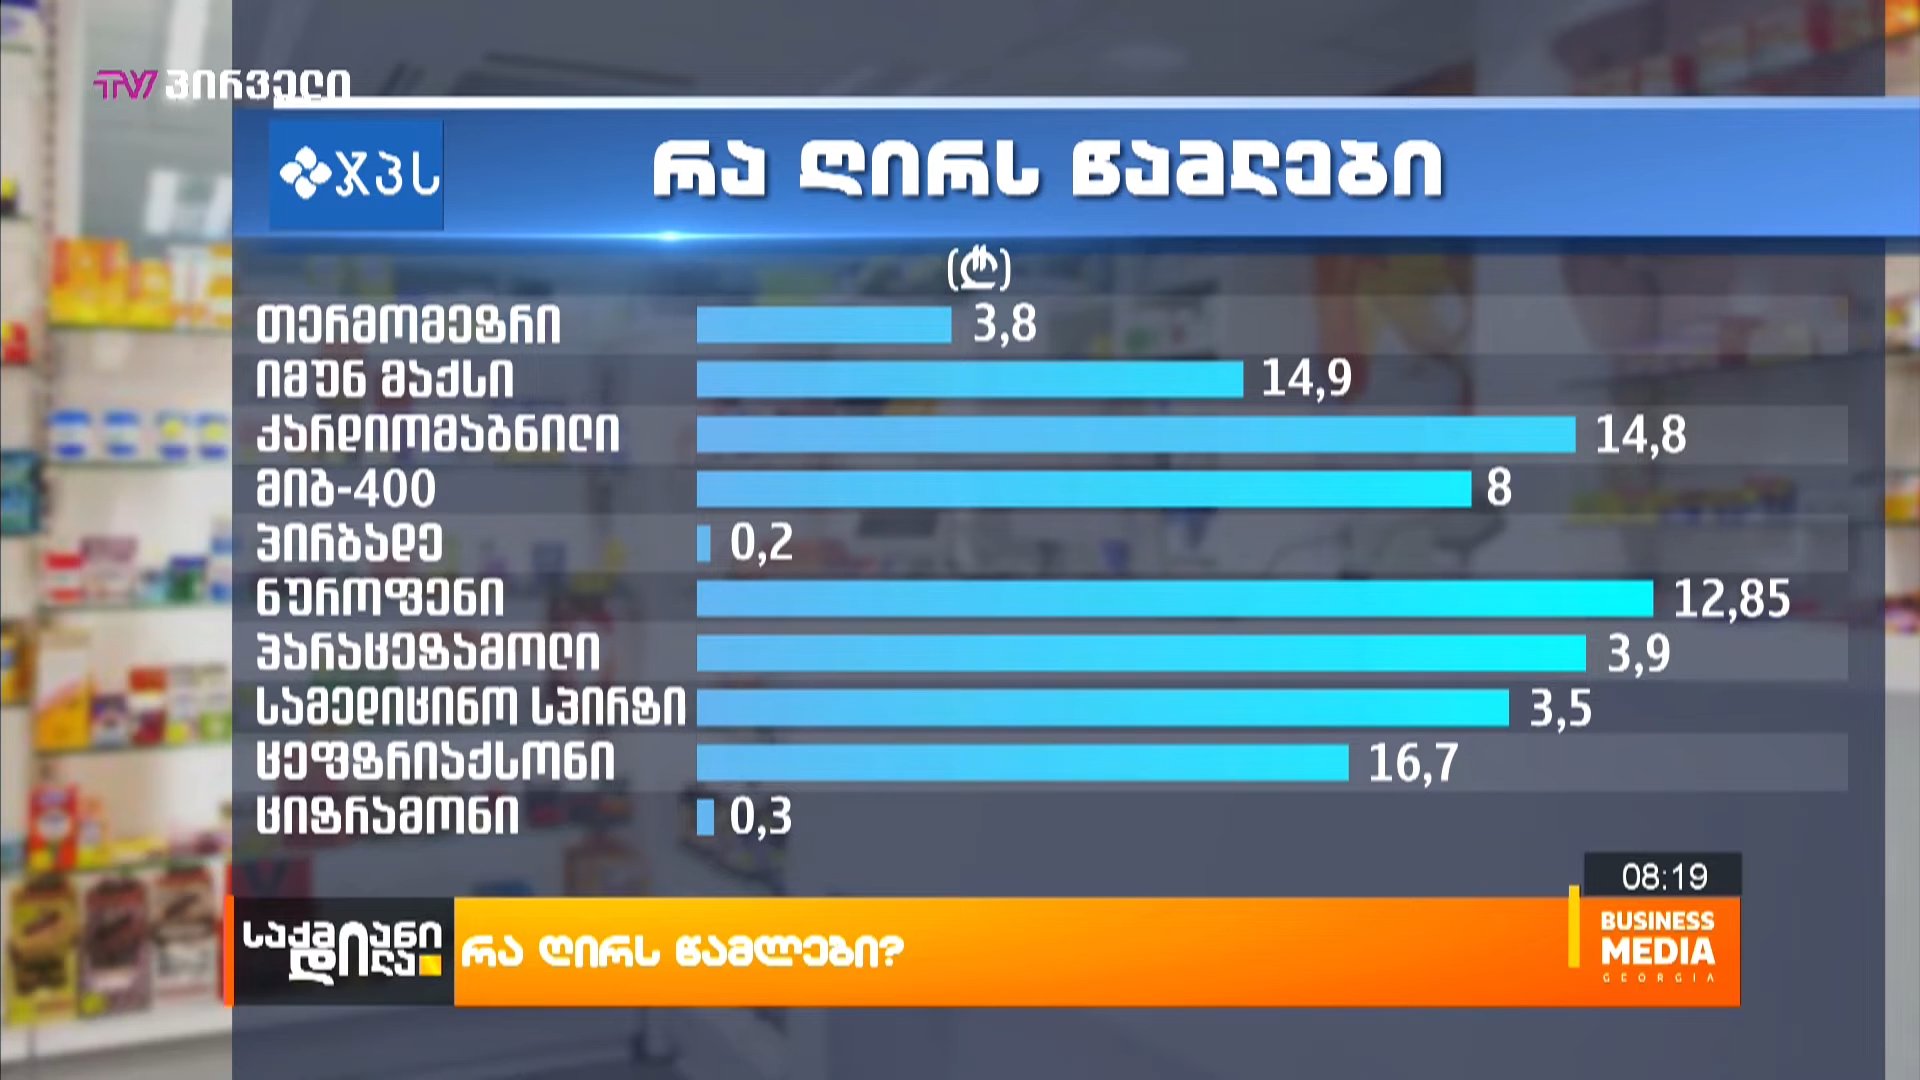 TV პირველი
ჯპს
რა ღირს წამლები
(₾)
თერმომეტრი 3,8
იმუნ მაქსი 14,9
კარდიომაგნილი 14,8
მიგ-400 8
პირბადე 0,2
ნუროფენი 12,85
პარაცეტამოლი 3,9
სამედიცინო სპირტი 3,5
ცეფტრიაქსონი 16,7
ციტრამონი 0,3
08:19
საქმიანი დილა
რა ღირს წამლები?
BUSINESS
MEDIA
GEORGIA